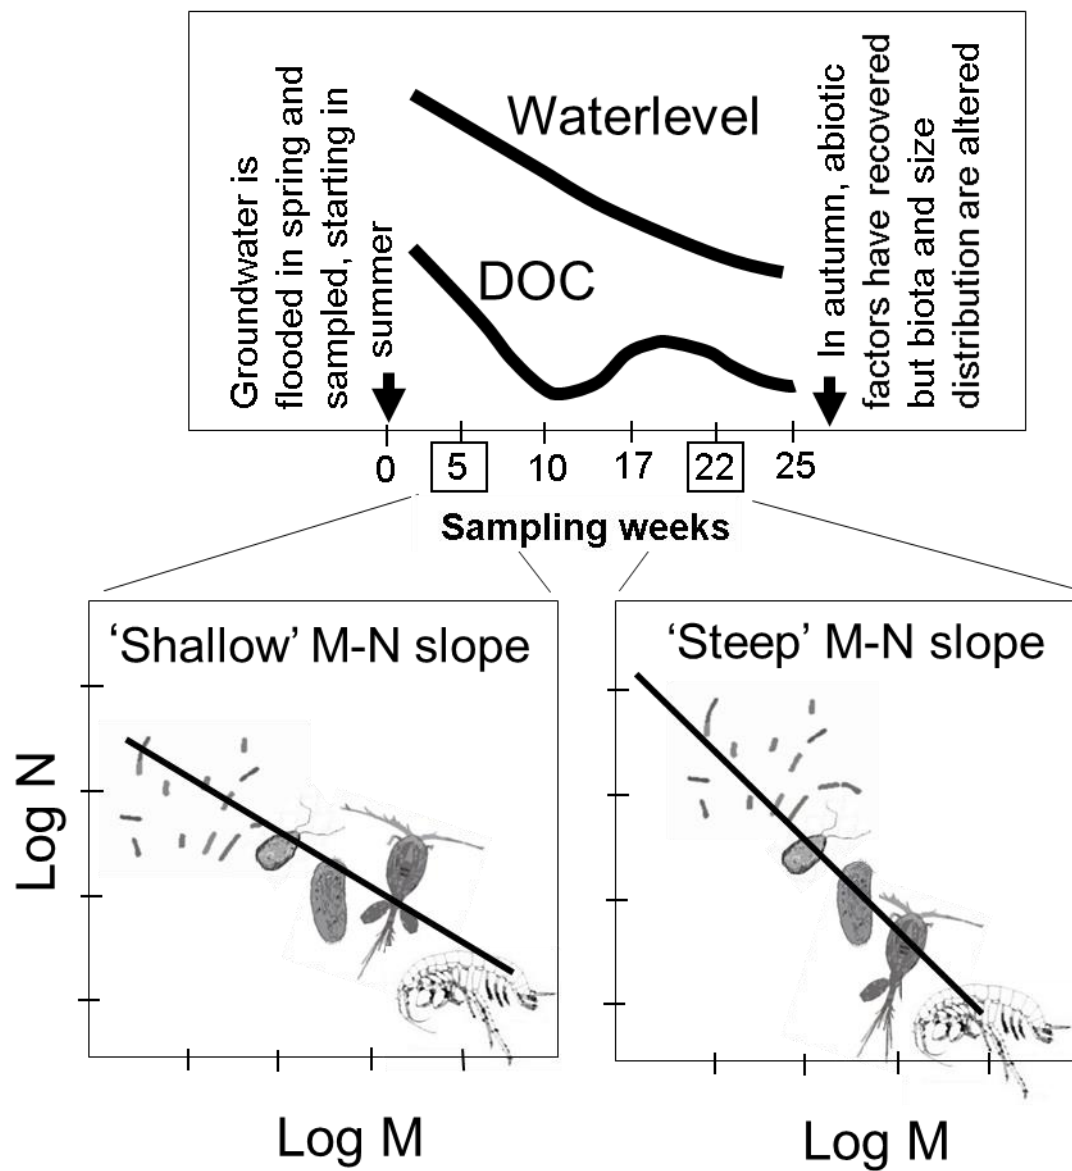 Groundwater is
flooded in spring and
sampled, starting in
summer
Waterlevel
DOC
In autumn, abiotic
factors have recovered
but biota and size
distribution are altered
0 5 10 17 22 25
Sampling weeks
‘Shallow’ M-N slope
‘Steep’ M-N slope
Log N
Log M
Log M